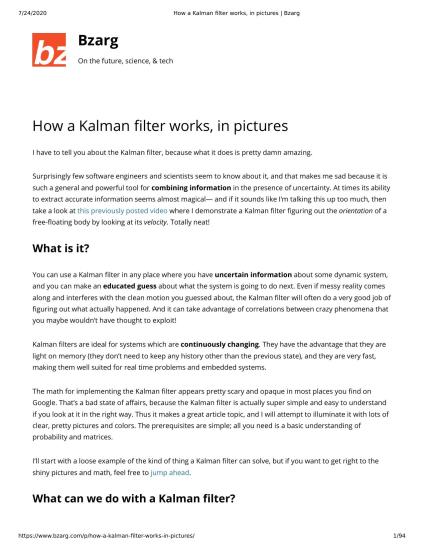 7/24/2020 How a Kalman filter works, in pictures | Bzarg
bz
Bzarg
On the future, science, & tech
How a Kalman filter works, in pictures
I have to tell you about the Kalman filter, because what it does is pretty damn amazing.
Surprisingly few software engineers and scientists seem to know about it, and that makes me sad because it is
such a general and powerful tool for combining information in the presence of uncertainty. At times its ability
to extract accurate information seems almost magical— and if it sounds like I'm talking this up too much, then
take a look at this previously posted video where I demonstrate a Kalman filter figuring out the orientation of a
free-floating body by looking at its velocity. Totally neat!
What is it?
You can use a Kalman filter in any place where you have uncertain information about some dynamic system,
and you can make an educated guess about what the system is going to do next. Even if messy reality comes
along and interferes with the clean motion you guessed about, the Kalman filter will often do a very good job of
figuring out what actually happened. And it can take advantage of correlations between crazy phenomena that
you maybe wouldn't have thought to exploit!
Kalman filters are ideal for systems which are continuously changing. They have the advantage that they are
light on memory (they don't need to keep any history other than the previous state), and they are very fast,
making them well suited for real time problems and embedded systems.
The math for implementing the Kalman filter appears pretty scary and opaque in most places you find on
Google. That's a bad state of affairs, because the Kalman filter is actually super simple and easy to understand
if you look at it in the right way. Thus it makes a great article topic, and I will attempt to illuminate it with lots of
clear, pretty pictures and colors. The prerequisites are simple; all you need is a basic understanding of
probability and matrices.
I'll start with a loose example of the kind of thing a Kalman filter can solve, but if you want to get right to the
shiny pictures and math, feel free to jump ahead.
What can we do with a Kalman filter?
https://www.bzarg.com/p/how-a-kalman-filter-works-in-pictures/ 1/94